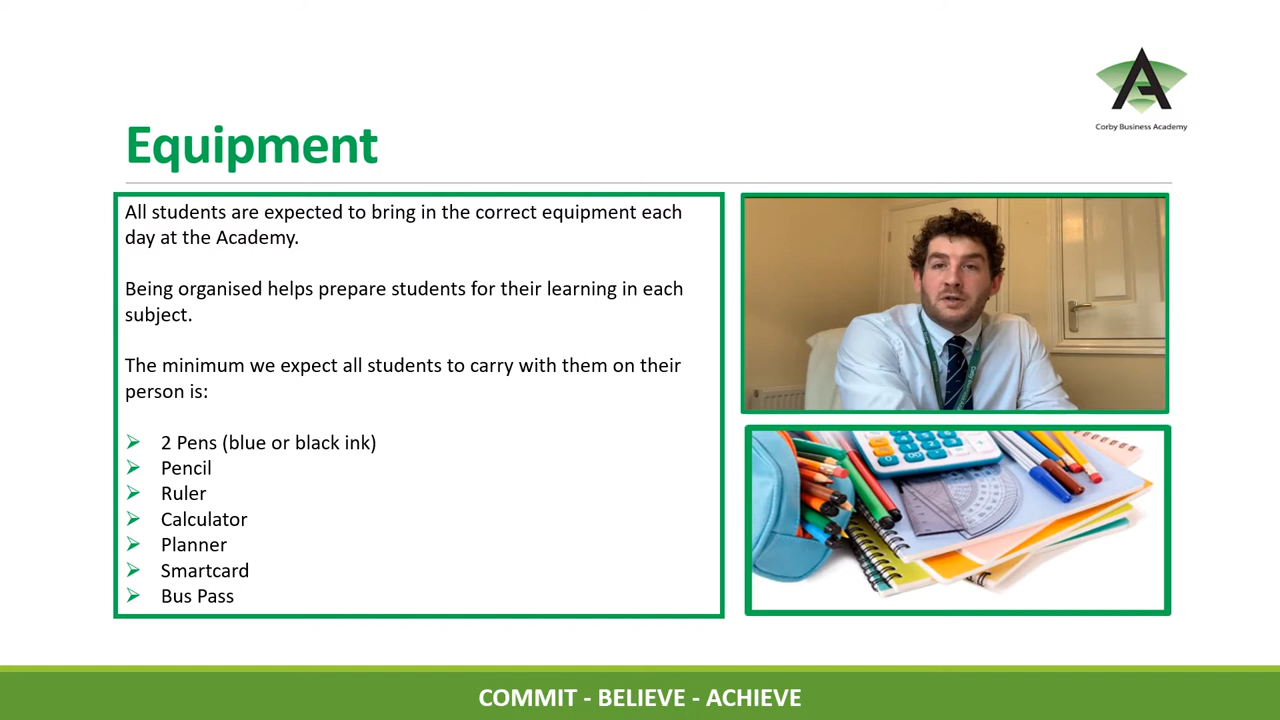 Corby Business Academy
Equipment
All students are expected to bring in the correct equipment each
day at the Academy.
Being organised helps prepare students for their learning in each
subject.
The minimum we expect all students to carry with them on their
person is:
2 Pens (blue or black ink)
Pencil
Ruler
Calculator
Planner
Smartcard
Bus Pass
COMMIT - BELIEVE - ACHIEVE